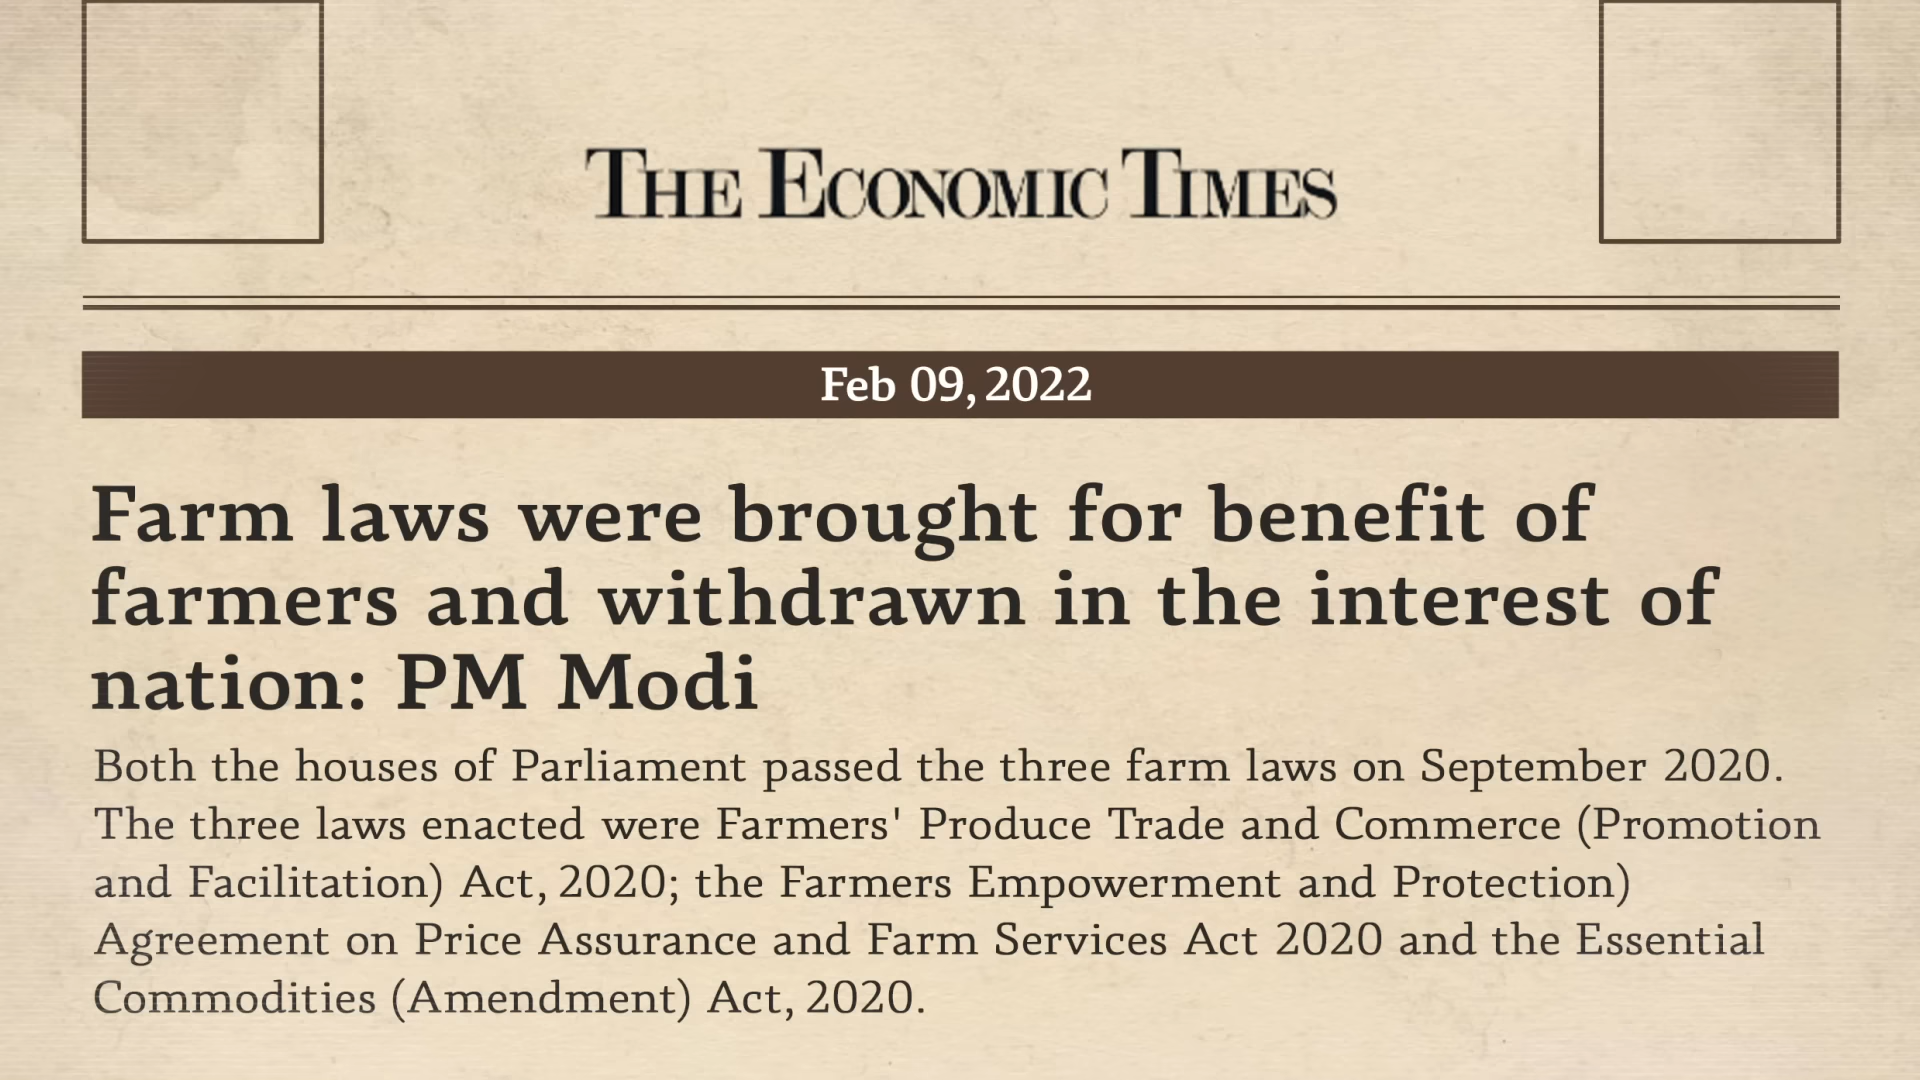 THE ECONOMIC TIMES
Feb 09, 2022
Farm laws were brought for benefit of
farmers and withdrawn in the interest of
nation: PM Modi
Both the houses of Parliament passed the three farm laws on September 2020.
The three laws enacted were Farmers' Produce Trade and Commerce (Promotion
and Facilitation) Act, 2020; the Farmers Empowerment and Protection)
Agreement on Price Assurance and Farm Services Act 2020 and the Essential
Commodities (Amendment) Act, 2020.